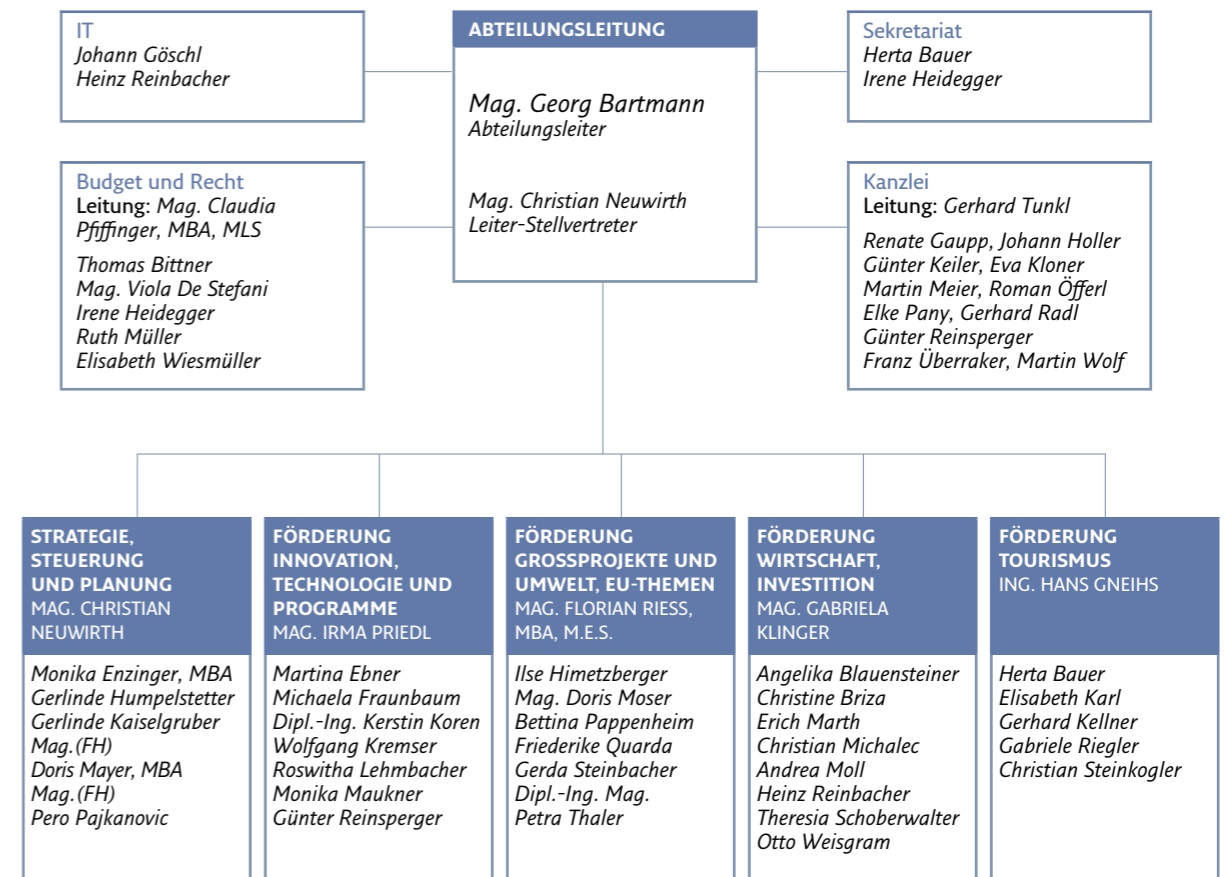 IT
Johann Göschl
Heinz Reinbacher
ABTEILUNGSLEITUNG
Mag. Georg Bartmann
Abteilungsleiter
Mag. Christian Neuwirth
Leiter-Stellvertreter
Sekretariat
Herta Bauer
Irene Heidegger
Budget und Recht
Leitung: Mag. Claudia
Pfiffinger, MBA, MLS
Thomas Bittner
Mag. Viola De Stefani
Irene Heidegger
Ruth Müller
Elisabeth Wiesmüller
Kanzlei
Leitung: Gerhard Tunkl
Renate Gaupp, Johann Holler
Günter Keiler, Eva Kloner
Martin Meier, Roman Öfferl
Elke Pany, Gerhard Radl
Günter Reinsperger
Franz Überraker, Martin Wolf
STRATEGIE,
STEUERUNG
UND PLANUNG
MAG. CHRISTIAN
NEUWIRTH
Monika Enzinger, MBA
Gerlinde Humpelstetter
Gerlinde Kaiselgruber
Mag.(FH)
Doris Mayer, MBA
Mag.(FH)
Pero Pajkanovic
FÖRDERUNG
INNOVATION,
TECHNOLOGIE UND
PROGRAMME
MAG. IRMA PRIEDL
Martina Ebner
Michaela Fraunbaum
Dipl.-Ing. Kerstin Koren
Wolfgang Kremser
Roswitha Lehmbacher
Monika Maukner
Günter Reinsperger
FÖRDERUNG
GROSSPROJEKTE UND
UMWELT, EU-THEMEN
MAG. FLORIAN RIESS,
MBA, M.E.S.
Ilse Himetzberger
Mag. Doris Moser
Bettina Pappenheim
Friederike Quarda
Gerda Steinbacher
Dipl.-Ing. Mag.
Petra Thaler
FÖRDERUNG
WIRTSCHAFT,
INVESTITION
MAG. GABRIELA
KLINGER
Angelika Blauensteiner
Christine Briza
Erich Marth
Christian Michalec
Andrea Moll
Heinz Reinbacher
Theresia Schoberwalter
Otto Weisgram
FÖRDERUNG
TOURISMUS
ING. HANS GNEIHS
Herta Bauer
Elisabeth Karl
Gerhard Kellner
Gabriele Riegler
Christian Steinkogler